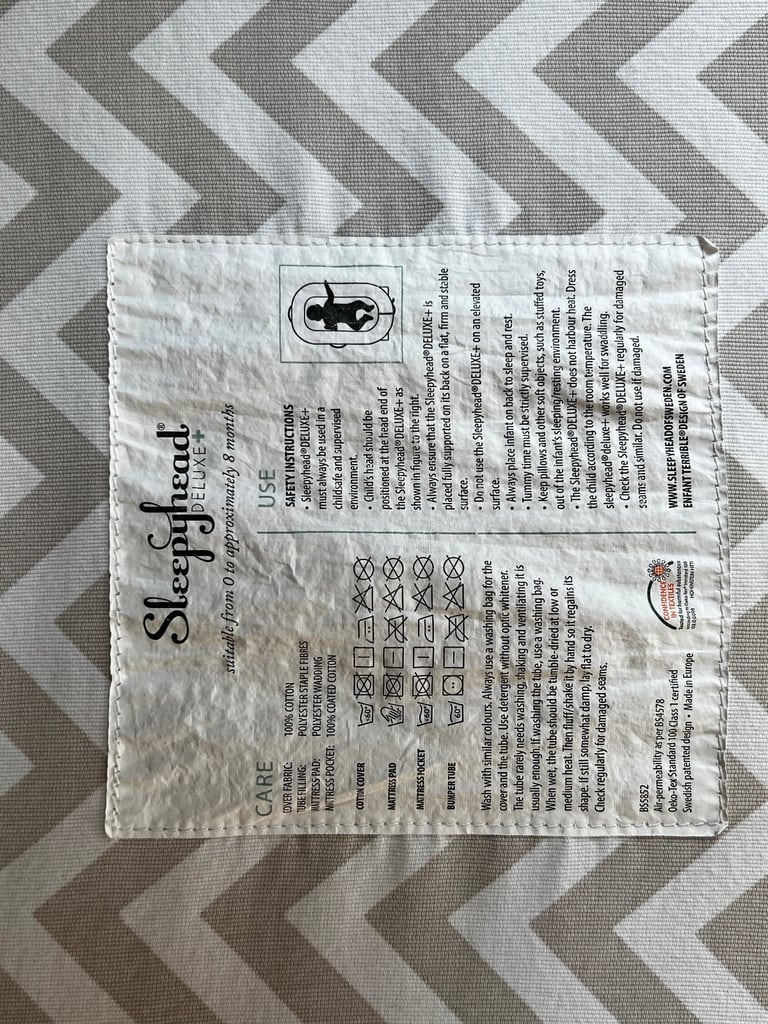 Sleepyhead®
DELUXE+
suitable from 0 to approximately 8 months
CARE
COVER FABRIC: 100% COTTON
TUBE FILLING: POLYESTER STAPLE FIBRES
MATTRESS PAD: POLYESTER WADDING
MATTRESS POCKET: 100% COATED COTTON
COTTON COVER 60°
MATTRESS PAD
MATTRESS POCKET 60°
BUMPER TUBE 60°
Wash with similar colours. Always use a washing bag for the
cover and the tube. Use detergent without optic whitener.
The tube rarely needs washing, shaking and ventilating it is
usually enough. If washing the tube, use a washing bag.
When wet, the tube should be tumble-dried at low or
medium heat. Then fluff/shake it by hand so it regains its
shape. If still somewhat damp, lay flat to dry.
Check regularly for damaged seams.
BS5852
Air-permeability as per BS4578
Oeko-Tex Standard 100, Class 1 certified
Swedish patented design • Made in Europe
CONFIDENCE
IN TEXTILES
Tested for harmful substances
USE
SAFETY INSTRUCTIONS
• Sleepyhead® DELUXE+
must always be used in a
child-safe and supervised
environment.
• Child's head should be
positioned at the head end of
the Sleepyhead® DELUXE+ as
shown in figure to the right.
• Always ensure that the Sleepyhead® DELUXE+ is
placed fully supported on its back on a flat, firm and stable
surface.
• Do not use the Sleepyhead® DELUXE+ on an elevated
surface.
• Always place infant on back to sleep and rest.
• Tummy time must be strictly supervised.
• Keep pillows and other soft objects, such as stuffed toys,
out of the infant's sleeping/resting environment.
• The Sleepyhead® DELUXE+ does not harbour heat. Dress
the child according to the room temperature. The
sleepyhead® deluxe+ works well for swaddling.
• Check the Sleepyhead® DELUXE+ regularly for damaged
seams and similar. Do not use if damaged.
WWW.SLEEPYHEADOFSWEDEN.COM
ENFANTTERRIBLE® DESIGN OF SWEDEN